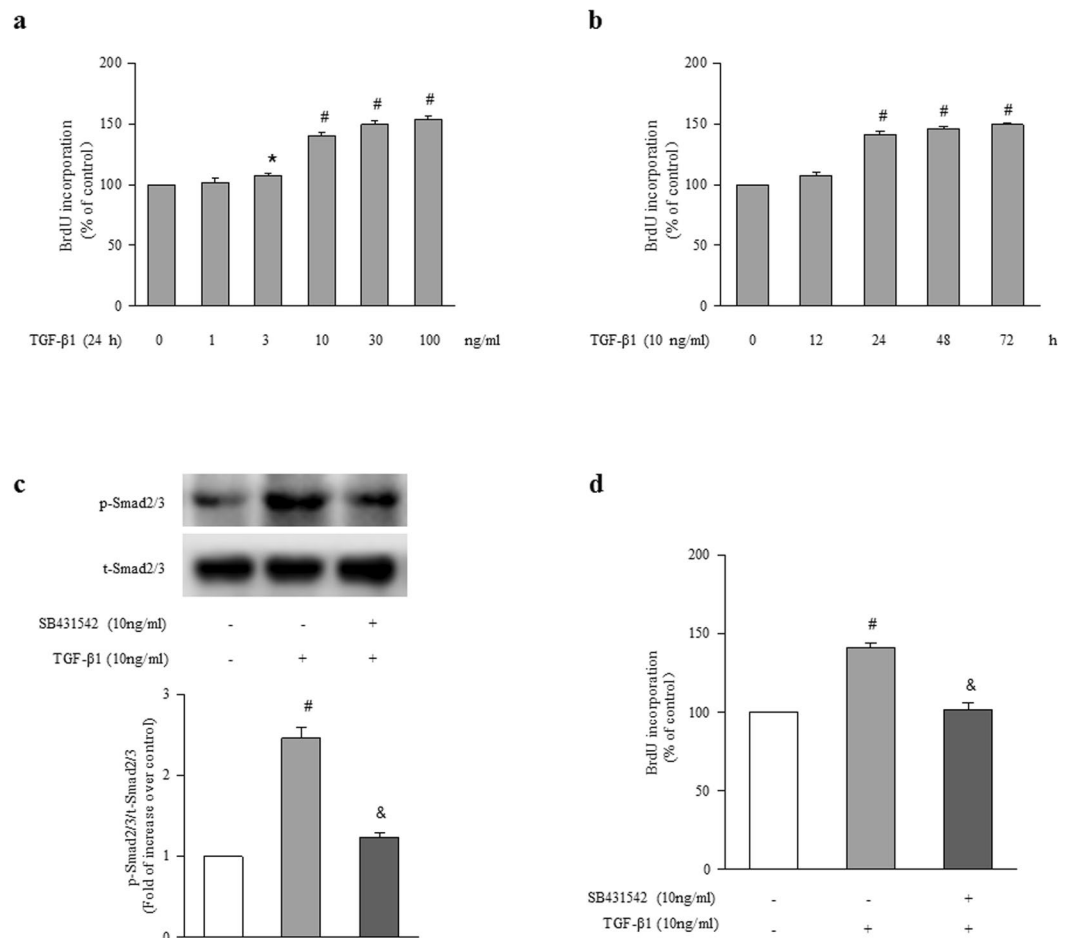 a
BrdU incorporation
(% of control)
200
150
100
50
0
*
#
#
#
TGF-β1 (24 h) 0 1 3 10 30 100 ng/ml
b
BrdU incorporation
(% of control)
200
150
100
50
0
#
#
#
TGF-β1 (10 ng/ml) 0 12 24 48 72 h
c
p-Smad2/3
t-Smad2/3
SB431542 (10ng/ml) - - +
TGF-β1 (10ng/ml) - + +
p-Smad2/3/t-Smad2/3
(Fold of increase over control)
3
2
1
0
#
&
d
BrdU incorporation
(% of control)
200
150
100
50
0
#
&
SB431542 (10ng/ml) - - +
TGF-β1 (10ng/ml) - + +